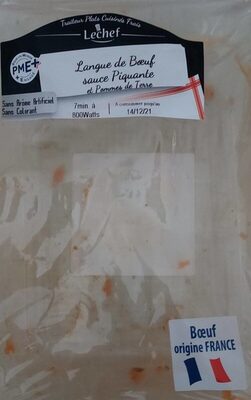 Traiteur Plats Cuisinés Frais
Lechef
PME+
Langue de Bœuf
sauce Piquante
et Pommes de Terre
Sans Arôme Artificiel
Sans Colorant
7min à
800Watts
A consommer jusqu'au
14/12/21
Bœuf
origine FRANCE